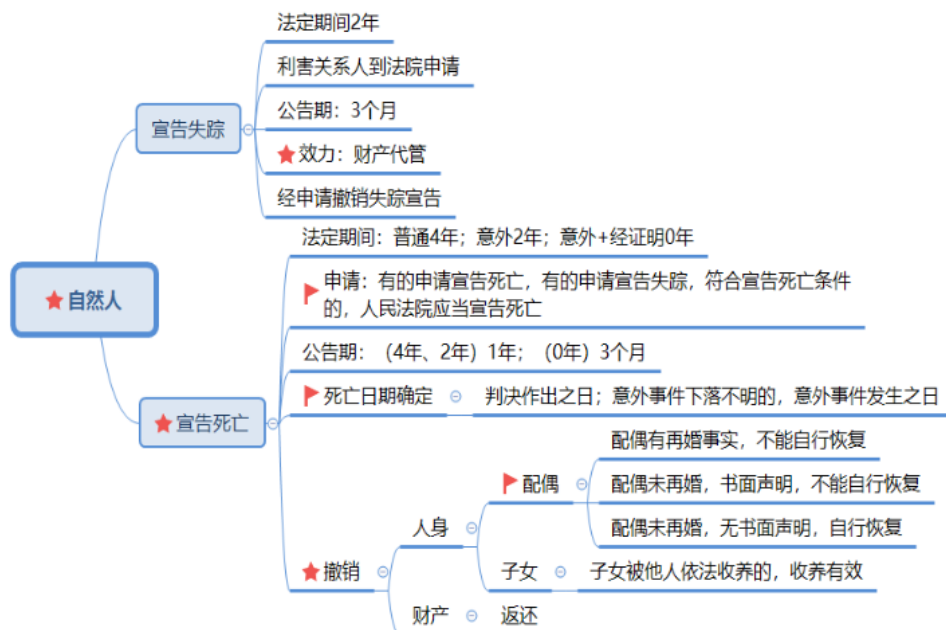 法定期间2年
利害关系人到法院申请
宣告失踪
公告期：3个月
效力：财产代管
经申请撤销失踪宣告
自然人
法定期间：普通4年；意外2年；意外+经证明0年
申请：有的申请宣告死亡，有的申请宣告失踪，符合宣告死亡条件
的，人民法院应当宣告死亡
公告期：（4年、2年）1年；（0年）3个月
宣告死亡
死亡日期确定
判决作出之日；意外事件下落不明的，意外事件发生之日
撤销
人身
配偶
配偶有再婚事实，不能自行恢复
配偶未再婚，书面声明，不能自行恢复
配偶未再婚，无书面声明，自行恢复
子女
子女被他人依法收养的，收养有效
财产
返还